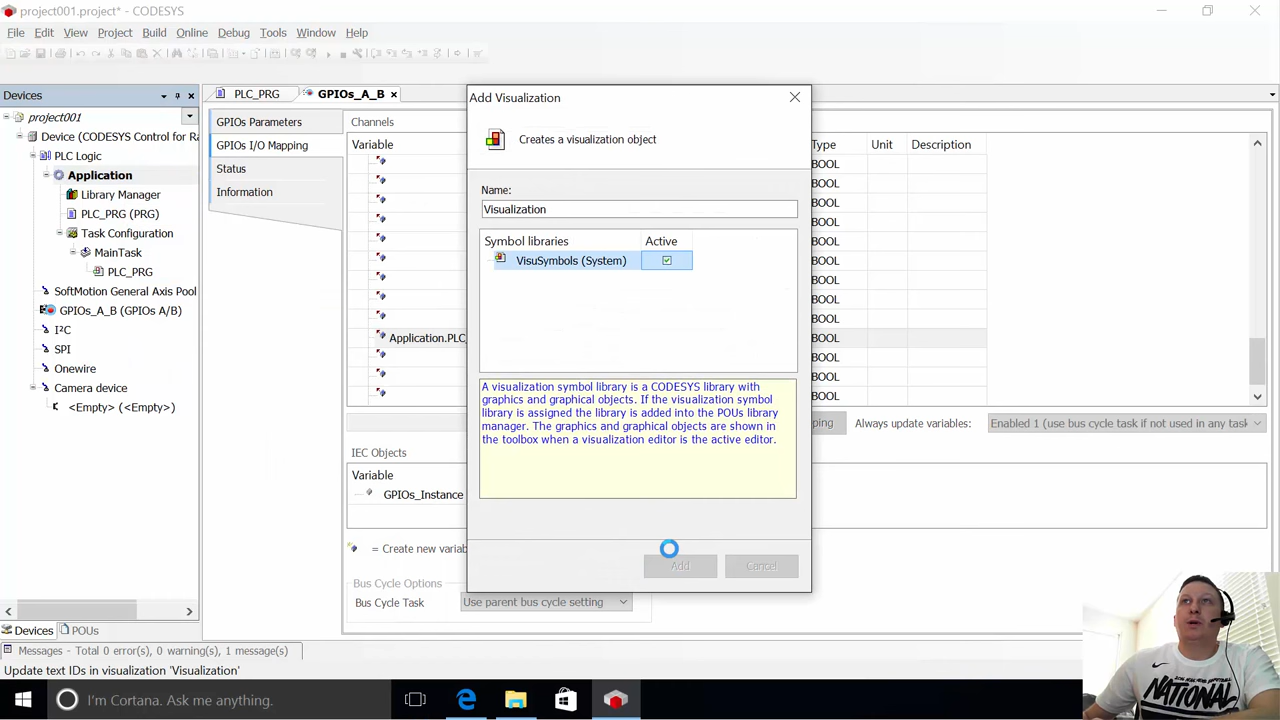 project001.project* - CODESYS
File Edit View Project Build Online Debug Tools Window Help
Devices
project001
Device (CODESYS Control for Ra
PLC Logic
Application
Library Manager
PLC_PRG (PRG)
Task Configuration
MainTask
PLC_PRG
SoftMotion General Axis Pool
GPIOs_A_B (GPIOs A/B)
I²C
SPI
Onewire
Camera device
<Empty> (<Empty>)
Devices POUs
PLC_PRG GPIOs_A_B
GPIOs Parameters
GPIOs I/O Mapping
Status
Information
Channels
Variable Type Unit Description
BOOL
BOOL
BOOL
BOOL
BOOL
BOOL
BOOL
BOOL
BOOL
Application.PLC_ BOOL
BOOL
BOOL
BOOL
ping Always update variables: Enabled 1 (use bus cycle task if not used in any task
IEC Objects
Variable
GPIOs_Instance
= Create new variab
Bus Cycle Options
Bus Cycle Task Use parent bus cycle setting
Add Visualization
Creates a visualization object
Name:
Visualization
Symbol libraries Active
VisuSymbols (System)
A visualization symbol library is a CODESYS library with
graphics and graphical objects. If the visualization symbol
library is assigned the library is added into the POUs library
manager. The graphics and graphical objects are shown in
the toolbox when a visualization editor is the active editor.
Add Cancel
Messages - Total 0 error(s), 0 warning(s), 1 message(s)
Update text IDs in visualization 'Visualization'
I'm Cortana. Ask me anything.
NATIONAL